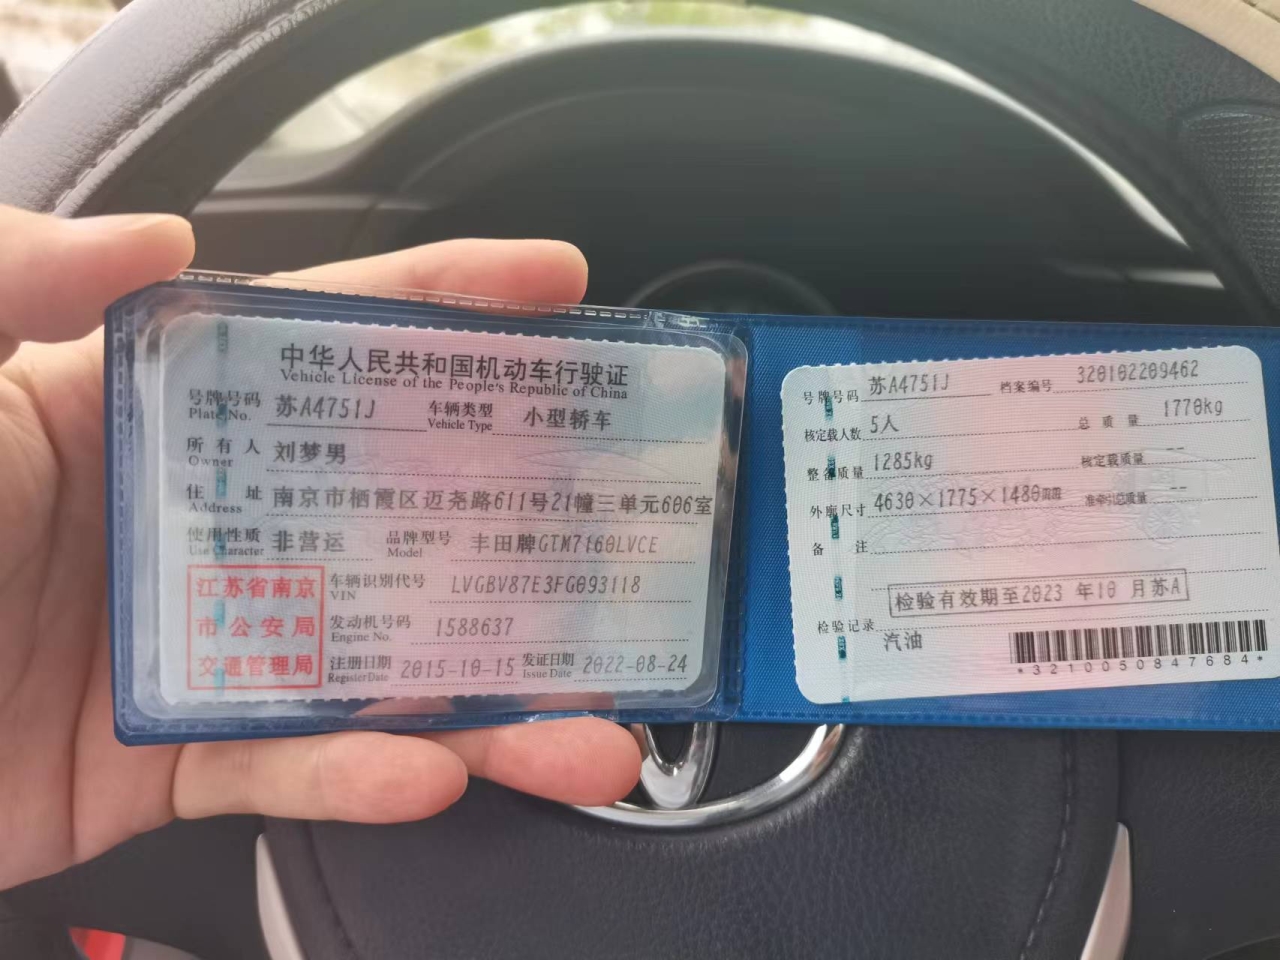 中华人民共和国机动车行驶证
Vehicle License of the People's Republic of China
号牌号码 苏A4751J 车辆类型 小型轿车
Plate No. Vehicle Type
所有人 刘梦男
Owner
住址 南京市栖霞区迈尧路611号21幢三单元606室
Address
使用性质 非营运 品牌型号 丰田牌GTM7160LVCE
Use Character Model
江苏省南京
市公安局
交通管理局
车辆识别代号 LVGBV87E3FG093118
VIN
发动机号码 1588637
Engine No.
注册日期 2015-10-15 发证日期 2022-08-24
Register Date Issue Date
号牌号码 苏A4751J 档案编号 320102209462
核定载人数 5人 总质量 1770kg
整备质量 1285kg 核定载质量 --
外廓尺寸 4630×1775×1480 准牵引总质量 --
备注
检验有效期至2023 年10 月苏A
检验记录
汽油
*3210050847684*